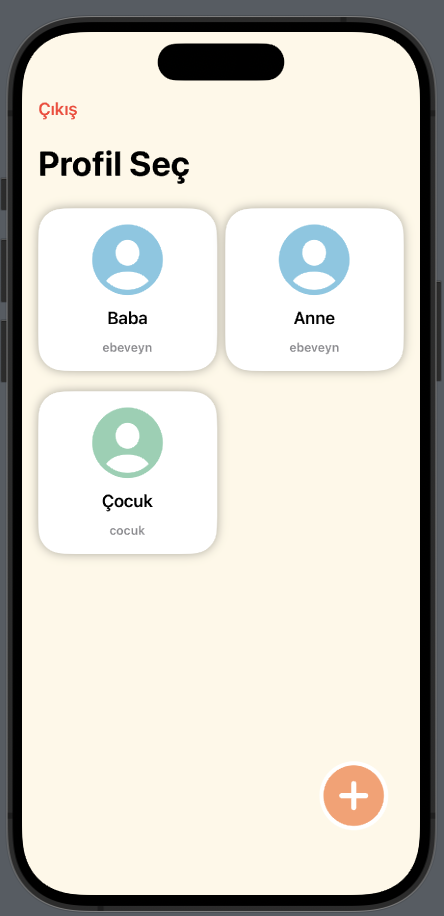 Çıkış
Profil Seç
Baba
ebeveyn
Anne
ebeveyn
Çocuk
cocuk